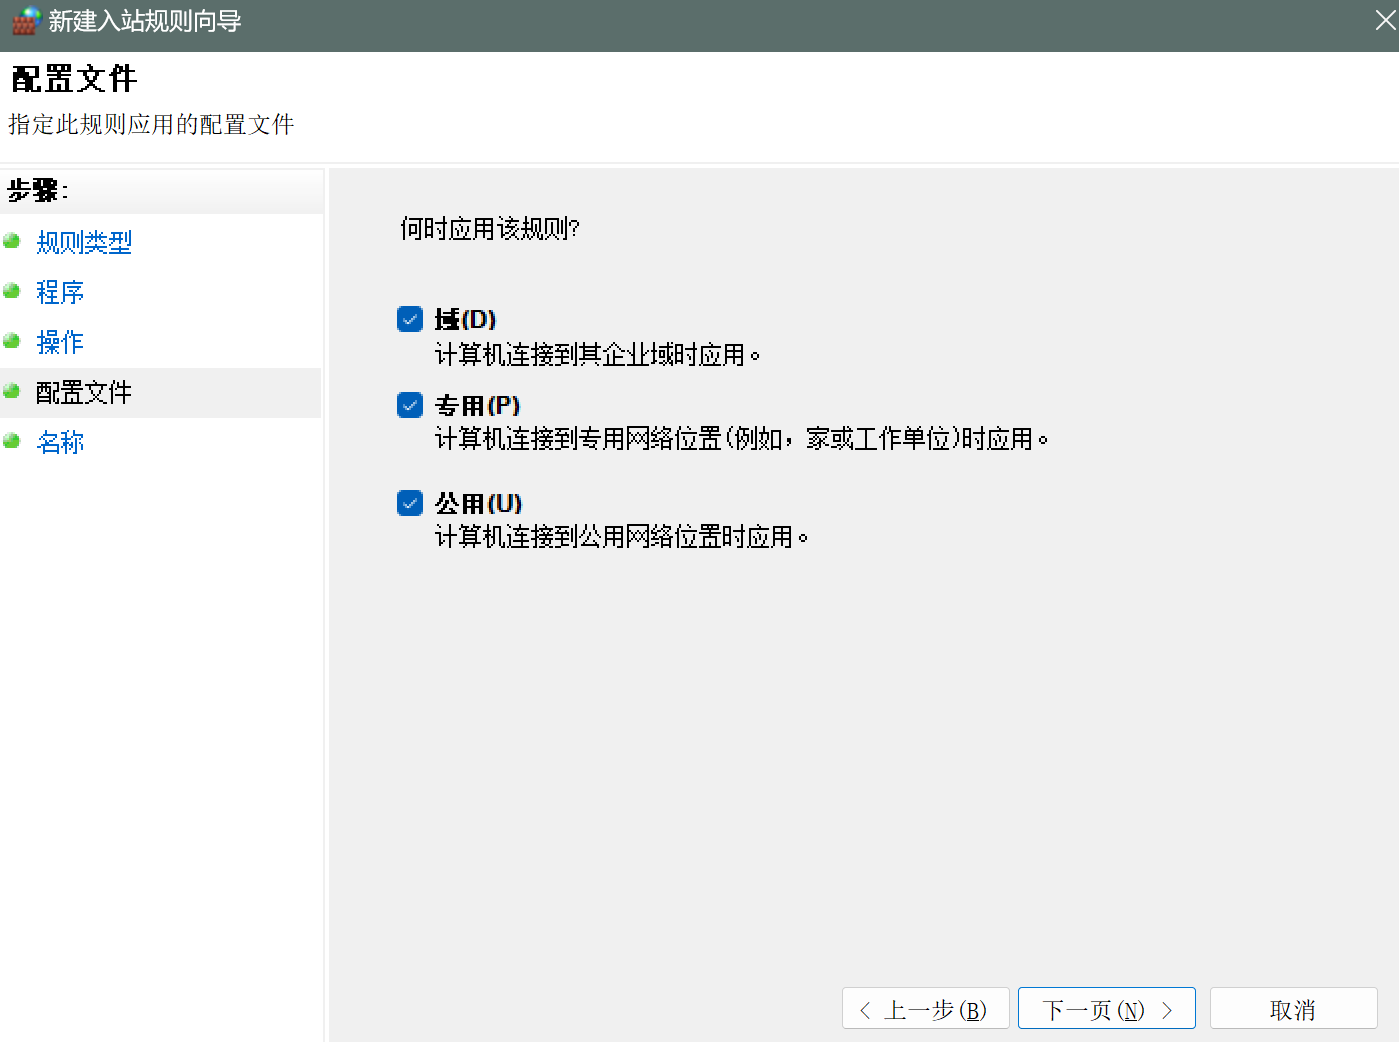 新建入站规则向导
配置文件
指定此规则应用的配置文件
步骤:
规则类型
程序
操作
配置文件
名称
何时应用该规则?
域(D)
计算机连接到其企业域时应用。
专用(P)
计算机连接到专用网络位置(例如，家或工作单位)时应用。
公用(U)
计算机连接到公用网络位置时应用。
< 上一步(B)
下一页(N) >
取消